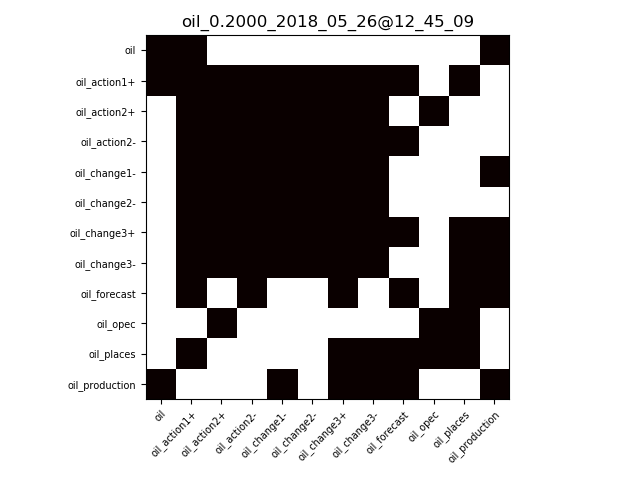 oil_0.2000_2018_05_26@12_45_09
oil
oil_action1+
oil_action2+
oil_action2-
oil_change1-
oil_change2-
oil_change3+
oil_change3-
oil_forecast
oil_opec
oil_places
oil_production
oil
oil_action1+
oil_action2+
oil_action2-
oil_change1-
oil_change2-
oil_change3+
oil_change3-
oil_forecast
oil_opec
oil_places
oil_production